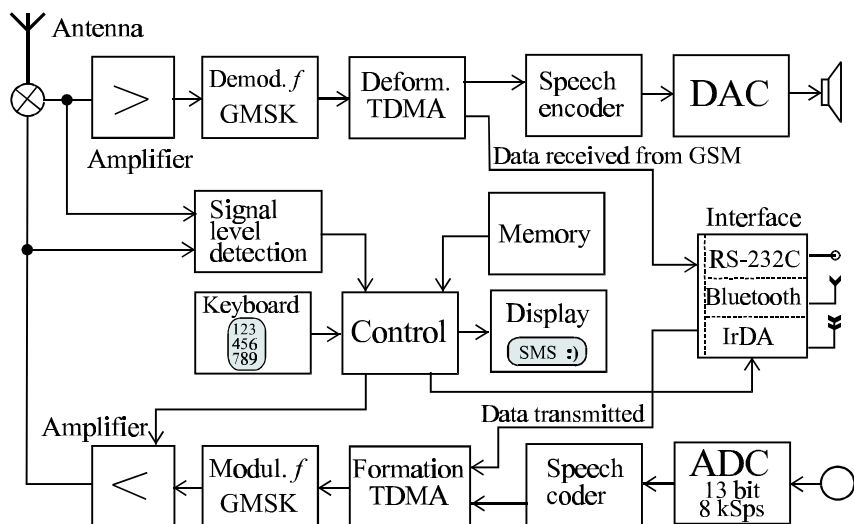 Antenna
Demod. f
GMSK
Deform.
TDMA
Speech
encoder
DAC
>
Amplifier
Data received from GSM
Signal
level
detection
Memory
Interface
RS-232C
Bluetooth
IrDA
Keyboard
123
456
789
Control
Display
SMS :)
Data transmitted
Amplifier
<
Modul. f
GMSK
Formation
TDMA
Speech
coder
ADC
13 bit
8 kSps